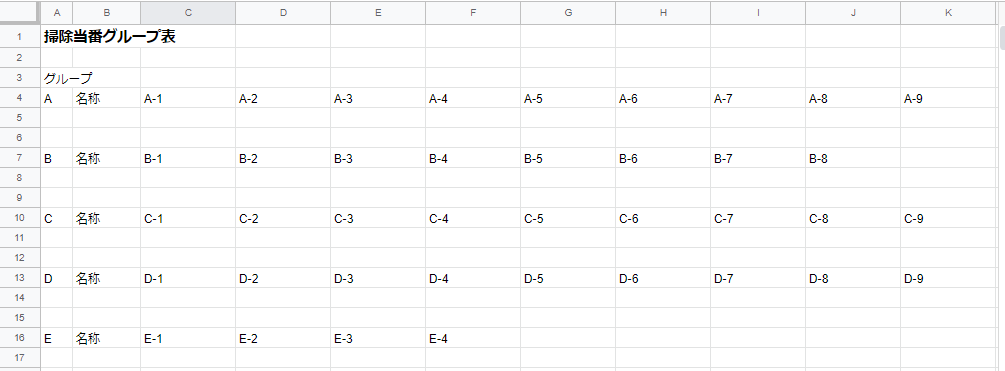 A B C D E F G H I J K
1 掃除当番グループ表
2
3 グループ
4 A 名称 A-1 A-2 A-3 A-4 A-5 A-6 A-7 A-8 A-9
5
6
7 B 名称 B-1 B-2 B-3 B-4 B-5 B-6 B-7 B-8
8
9
10 C 名称 C-1 C-2 C-3 C-4 C-5 C-6 C-7 C-8 C-9
11
12
13 D 名称 D-1 D-2 D-3 D-4 D-5 D-6 D-7 D-8 D-9
14
15
16 E 名称 E-1 E-2 E-3 E-4
17